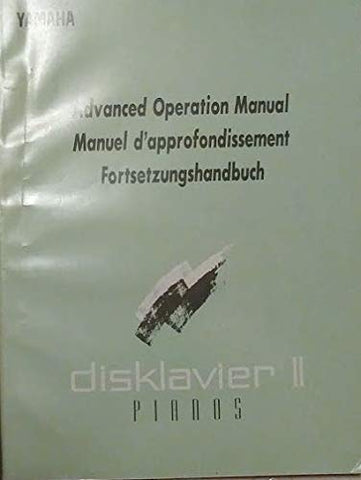 YAMAHA
Advanced Operation Manual
Manuel d'approfondissement
Fortsetzungshandbuch
disklavier II
PIANOS